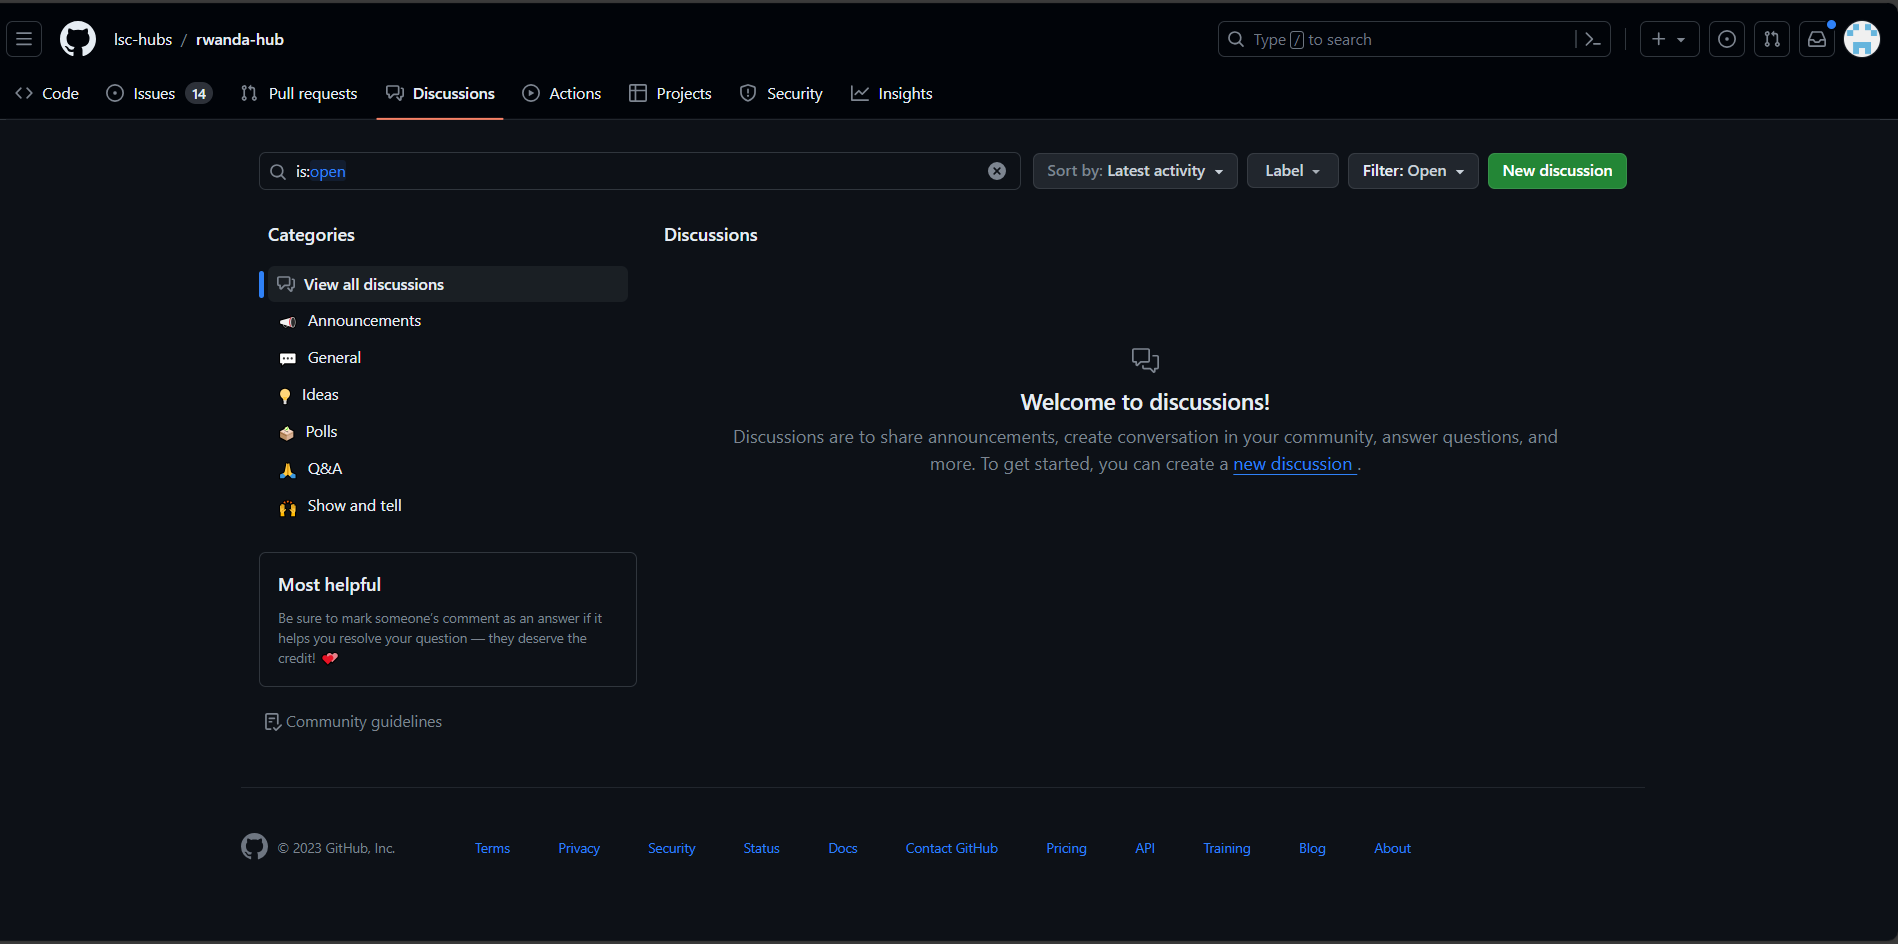 lsc-hubs / rwanda-hub
Type / to search
Code
Issues 14
Pull requests
Discussions
Actions
Projects
Security
Insights
is:open
Sort by: Latest activity
Label
Filter: Open
New discussion
Categories
View all discussions
Announcements
General
Ideas
Polls
Q&A
Show and tell
Most helpful
Be sure to mark someone's comment as an answer if it
helps you resolve your question — they deserve the
credit! 💞
Community guidelines
Discussions
Welcome to discussions!
Discussions are to share announcements, create conversation in your community, answer questions, and
more. To get started, you can create a new discussion .
© 2023 GitHub, Inc.
Terms
Privacy
Security
Status
Docs
Contact GitHub
Pricing
API
Training
Blog
About